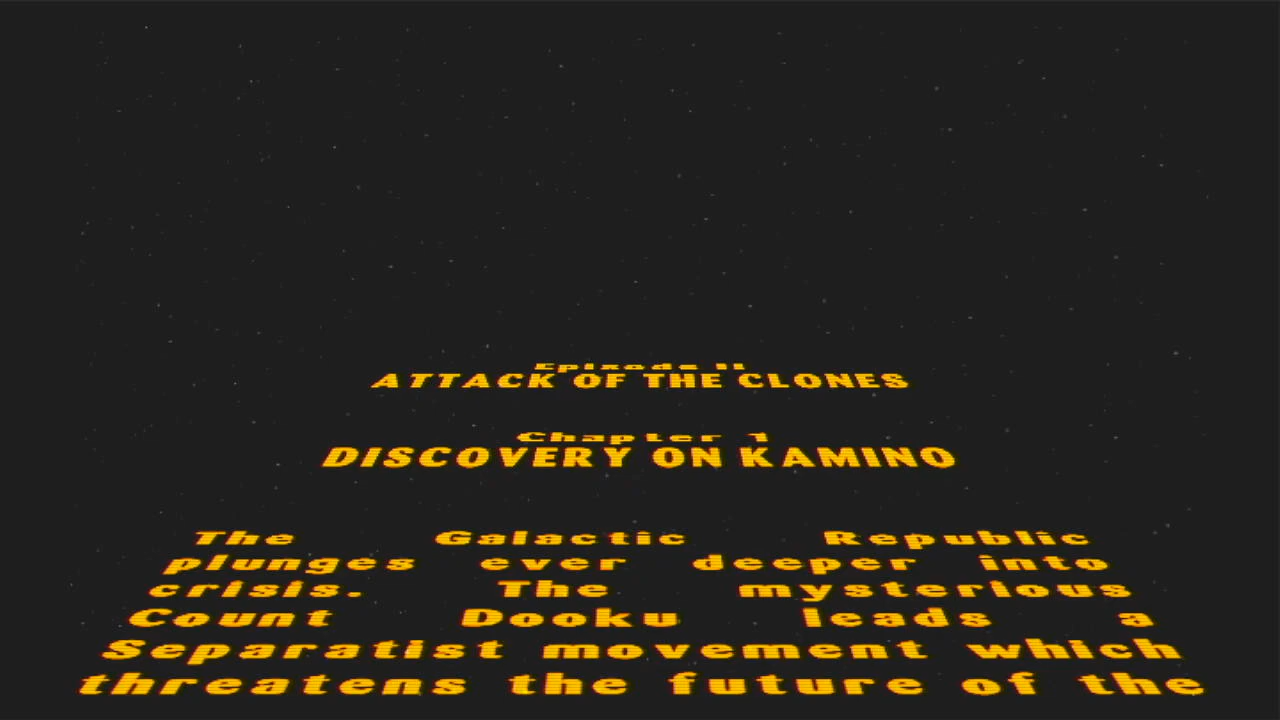 Episode II
ATTACK OF THE CLONES
Chapter 1
DISCOVERY ON KAMINO
The Galactic Republic
plunges ever deeper into
crisis. The mysterious
Count Dooku leads a
Separatist movement which
threatens the future of the